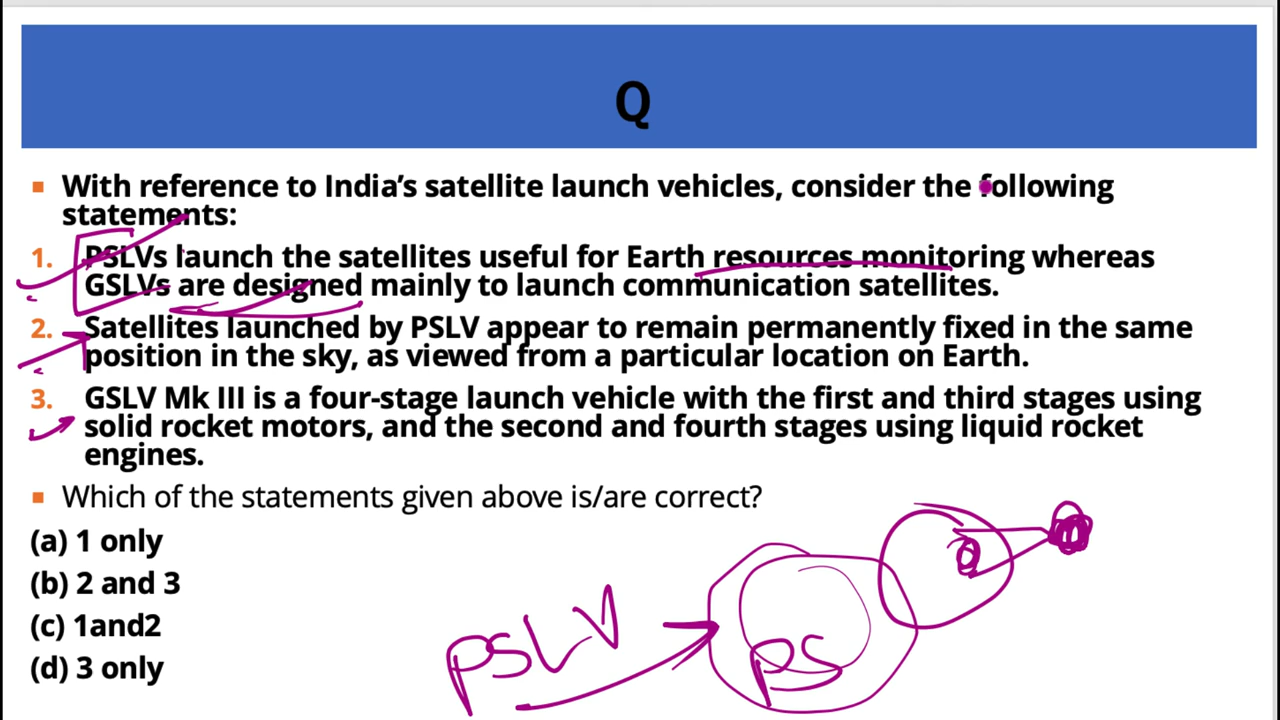 Q
▪ With reference to India's satellite launch vehicles, consider the following
statements:
1. PSLVs launch the satellites useful for Earth resources monitoring whereas
GSLVs are designed mainly to launch communication satellites.
2. Satellites launched by PSLV appear to remain permanently fixed in the same
position in the sky, as viewed from a particular location on Earth.
3. GSLV Mk III is a four-stage launch vehicle with the first and third stages using
solid rocket motors, and the second and fourth stages using liquid rocket
engines.
▪ Which of the statements given above is/are correct?
(a) 1 only
(b) 2 and 3
(c) 1and2
(d) 3 only
PSLV
PS